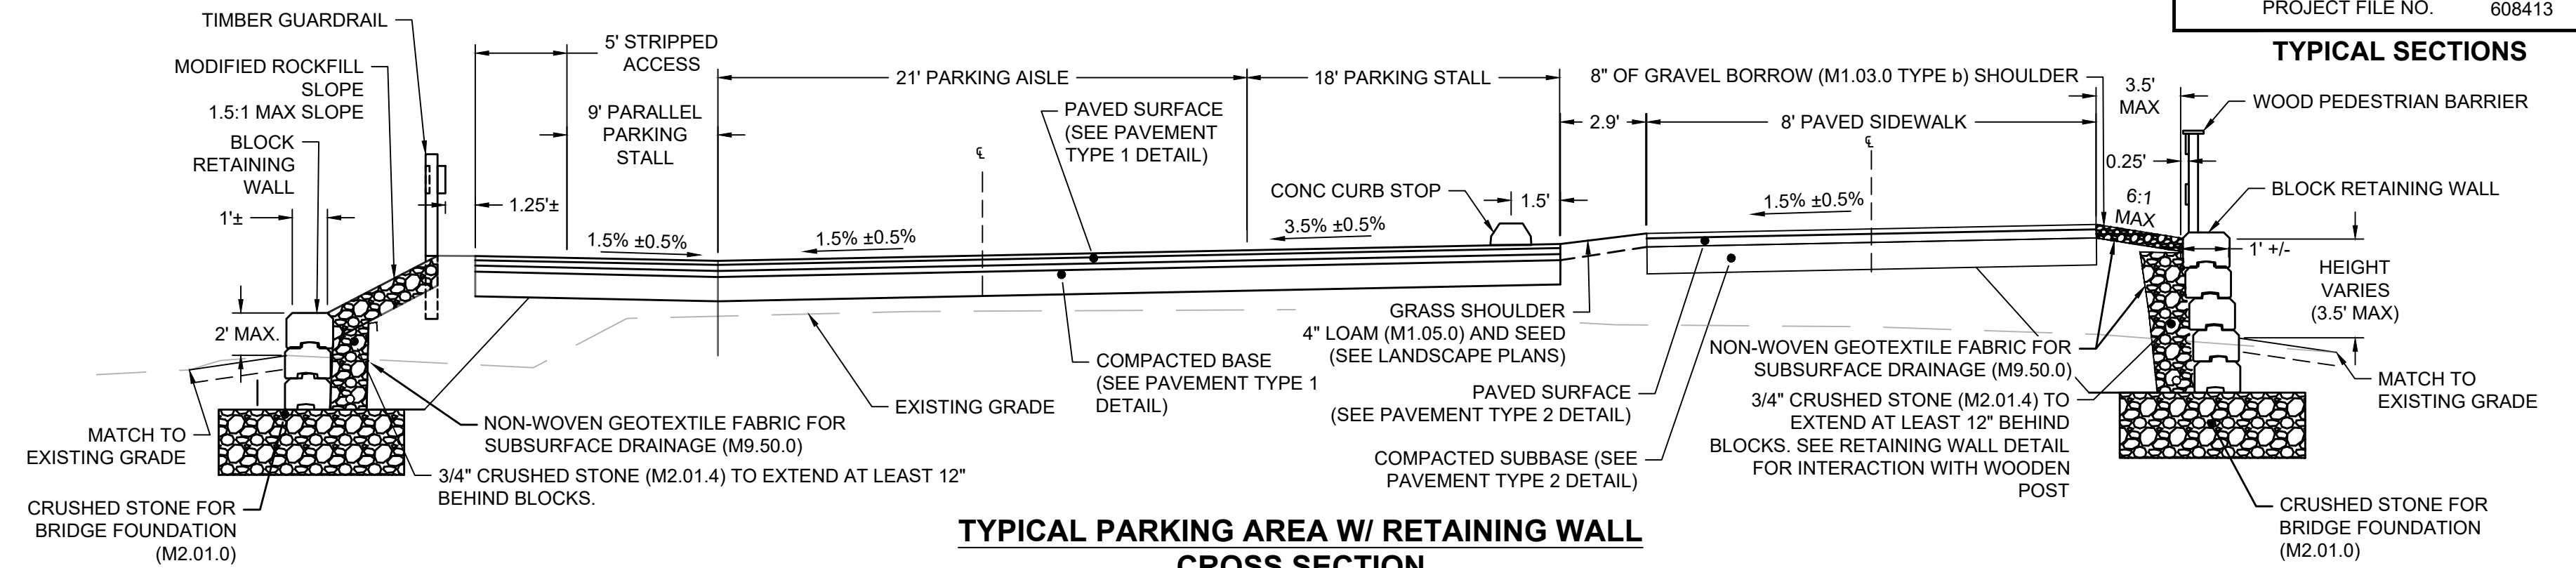 PROJECT FILE NO. 608413
TYPICAL SECTIONS
TIMBER GUARDRAIL
MODIFIED ROCKFILL
SLOPE
1.5:1 MAX SLOPE
BLOCK
RETAINING
WALL
1'±
2' MAX.
MATCH TO
EXISTING GRADE
CRUSHED STONE FOR
BRIDGE FOUNDATION
(M2.01.0)
5' STRIPPED
ACCESS
9' PARALLEL
PARKING
STALL
1.25'±
1.5% ±0.5%
21' PARKING AISLE
18' PARKING STALL
PAVED SURFACE
(SEE PAVEMENT
TYPE 1 DETAIL)
℄
1.5% ±0.5%
3.5% ±0.5%
CONC CURB STOP
1.5'
2.9'
8" OF GRAVEL BORROW (M1.03.0 TYPE b) SHOULDER
8' PAVED SIDEWALK
℄
1.5% ±0.5%
3.5'
MAX
0.25'
6:1
MAX
WOOD PEDESTRIAN BARRIER
BLOCK RETAINING WALL
1' +/-
HEIGHT
VARIES
(3.5' MAX)
MATCH TO
EXISTING GRADE
CRUSHED STONE FOR
BRIDGE FOUNDATION
(M2.01.0)
NON-WOVEN GEOTEXTILE FABRIC FOR
SUBSURFACE DRAINAGE (M9.50.0)
3/4" CRUSHED STONE (M2.01.4) TO EXTEND AT LEAST 12"
BEHIND BLOCKS.
EXISTING GRADE
COMPACTED BASE
(SEE PAVEMENT TYPE 1
DETAIL)
GRASS SHOULDER
4" LOAM (M1.05.0) AND SEED
(SEE LANDSCAPE PLANS)
PAVED SURFACE
(SEE PAVEMENT TYPE 2 DETAIL)
COMPACTED SUBBASE (SEE
PAVEMENT TYPE 2 DETAIL)
NON-WOVEN GEOTEXTILE FABRIC FOR
SUBSURFACE DRAINAGE (M9.50.0)
3/4" CRUSHED STONE (M2.01.4) TO
EXTEND AT LEAST 12" BEHIND
BLOCKS. SEE RETAINING WALL DETAIL
FOR INTERACTION WITH WOODEN
POST
TYPICAL PARKING AREA W/ RETAINING WALL
CROSS SECTION